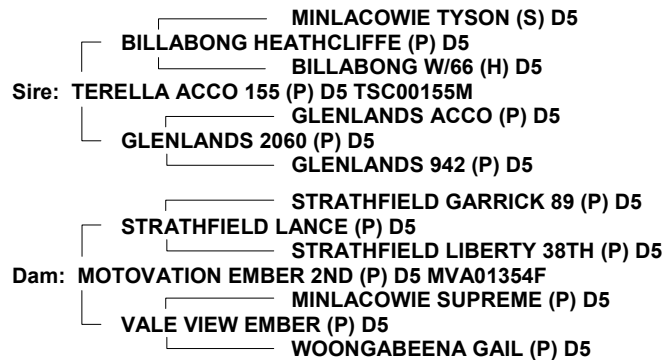 MINLACOWIE TYSON (S) D5
BILLABONG HEATHCLIFFE (P) D5
BILLABONG W/66 (H) D5
Sire: TERELLA ACCO 155 (P) D5 TSC00155M
GLENLANDS ACCO (P) D5
GLENLANDS 2060 (P) D5
GLENLANDS 942 (P) D5
STRATHFIELD GARRICK 89 (P) D5
STRATHFIELD LANCE (P) D5
STRATHFIELD LIBERTY 38TH (P) D5
Dam: MOTOVATION EMBER 2ND (P) D5 MVA01354F
MINLACOWIE SUPREME (P) D5
VALE VIEW EMBER (P) D5
WOONGABEENA GAIL (P) D5